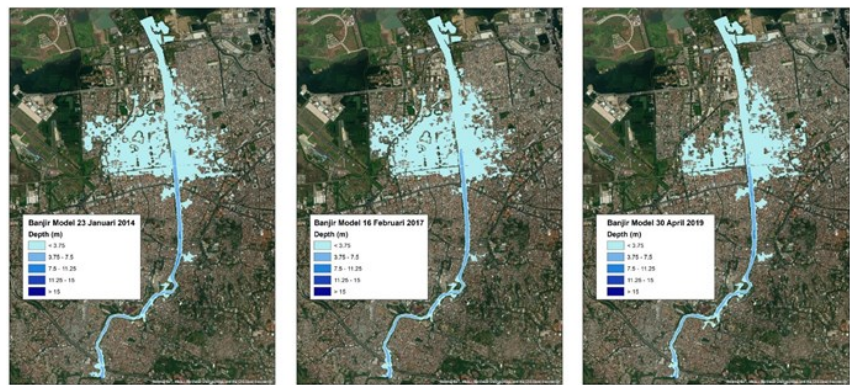 Banjir Model 23 Januari 2014
Depth (m)
< 3.75
3.75 - 7.5
7.5 - 11.25
11.25 - 15
> 15
Banjir Model 16 Februari 2017
Depth (m)
< 3.75
3.75 - 7.5
7.5 - 11.25
11.25 - 15
> 15
Banjir Model 30 April 2019
Depth (m)
< 3.75
3.75 - 7.5
7.5 - 11.25
11.25 - 15
> 15